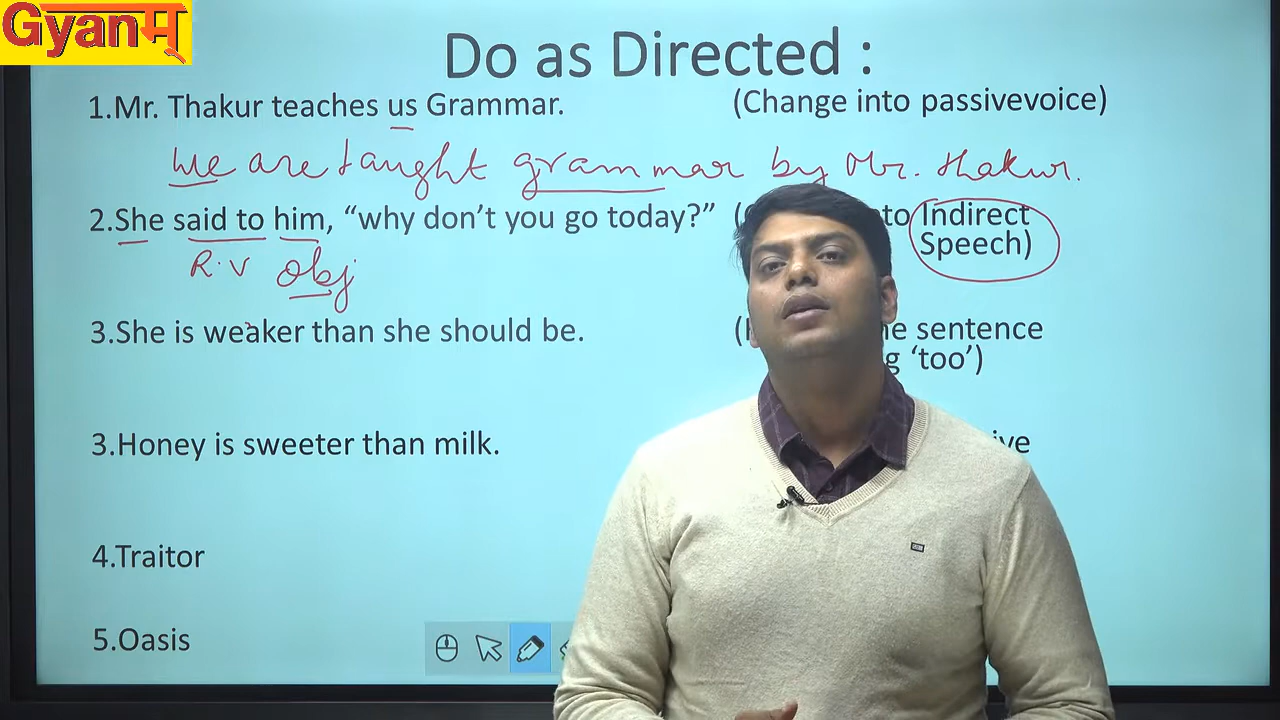 Gyanम्
Do as Directed :
1.Mr. Thakur teaches us Grammar. (Change into passivevoice)
We are taught grammar by Mr. Thakur.
2.She said to him, “why don’t you go today?” ( to Indirect
Speech)
R.V obj
3.She is weaker than she should be. ( sentence
‘too’)
3.Honey is sweeter than milk.
4.Traitor
5.Oasis